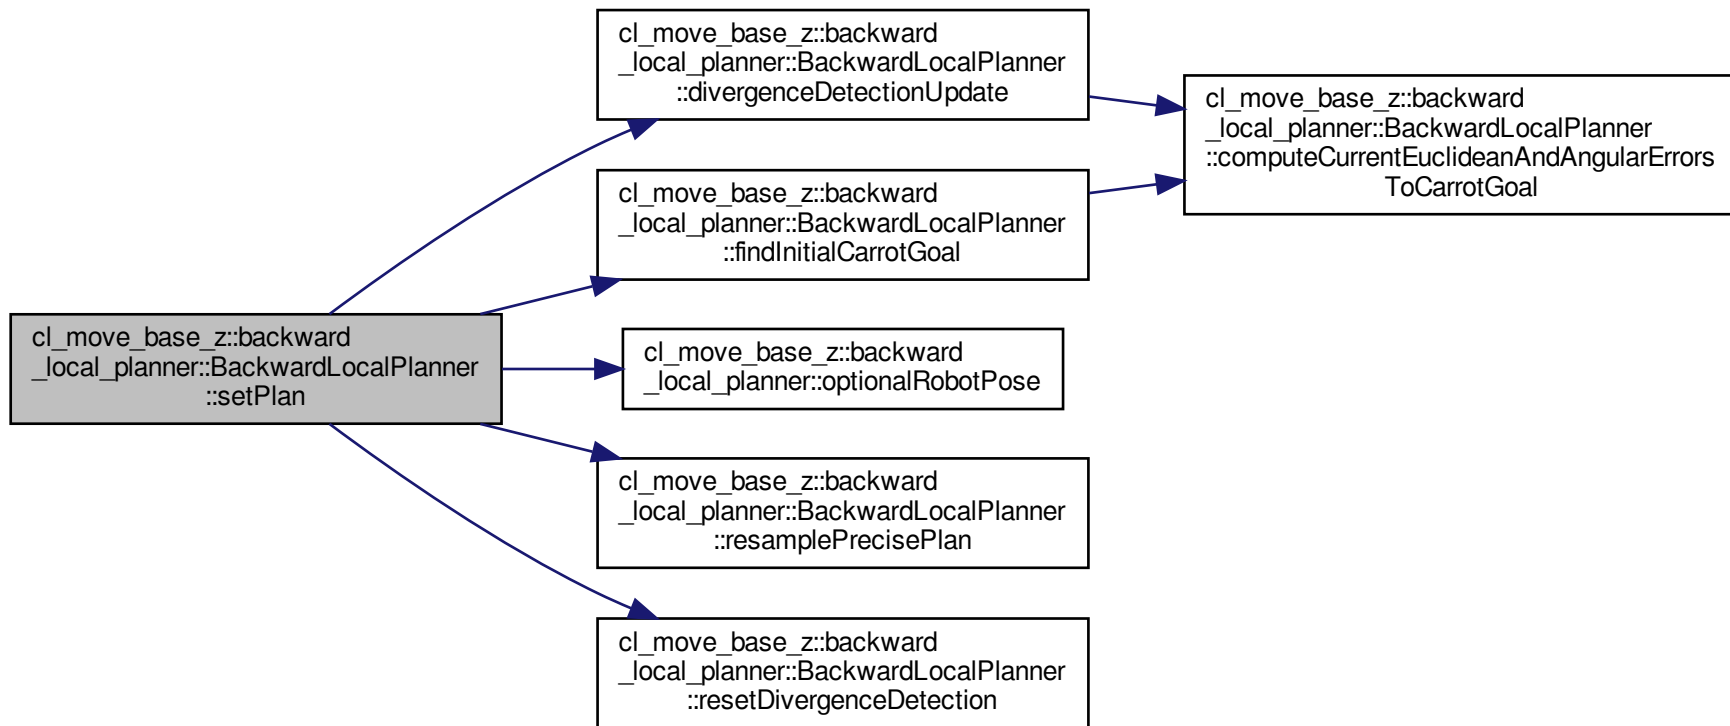 cl_move_base_z::backward
_local_planner::BackwardLocalPlanner
::setPlan
cl_move_base_z::backward
_local_planner::BackwardLocalPlanner
::divergenceDetectionUpdate
cl_move_base_z::backward
_local_planner::BackwardLocalPlanner
::findInitialCarrotGoal
cl_move_base_z::backward
_local_planner::optionalRobotPose
cl_move_base_z::backward
_local_planner::BackwardLocalPlanner
::resamplePrecisePlan
cl_move_base_z::backward
_local_planner::BackwardLocalPlanner
::resetDivergenceDetection
cl_move_base_z::backward
_local_planner::BackwardLocalPlanner
::computeCurrentEuclideanAndAngularErrors
ToCarrotGoal